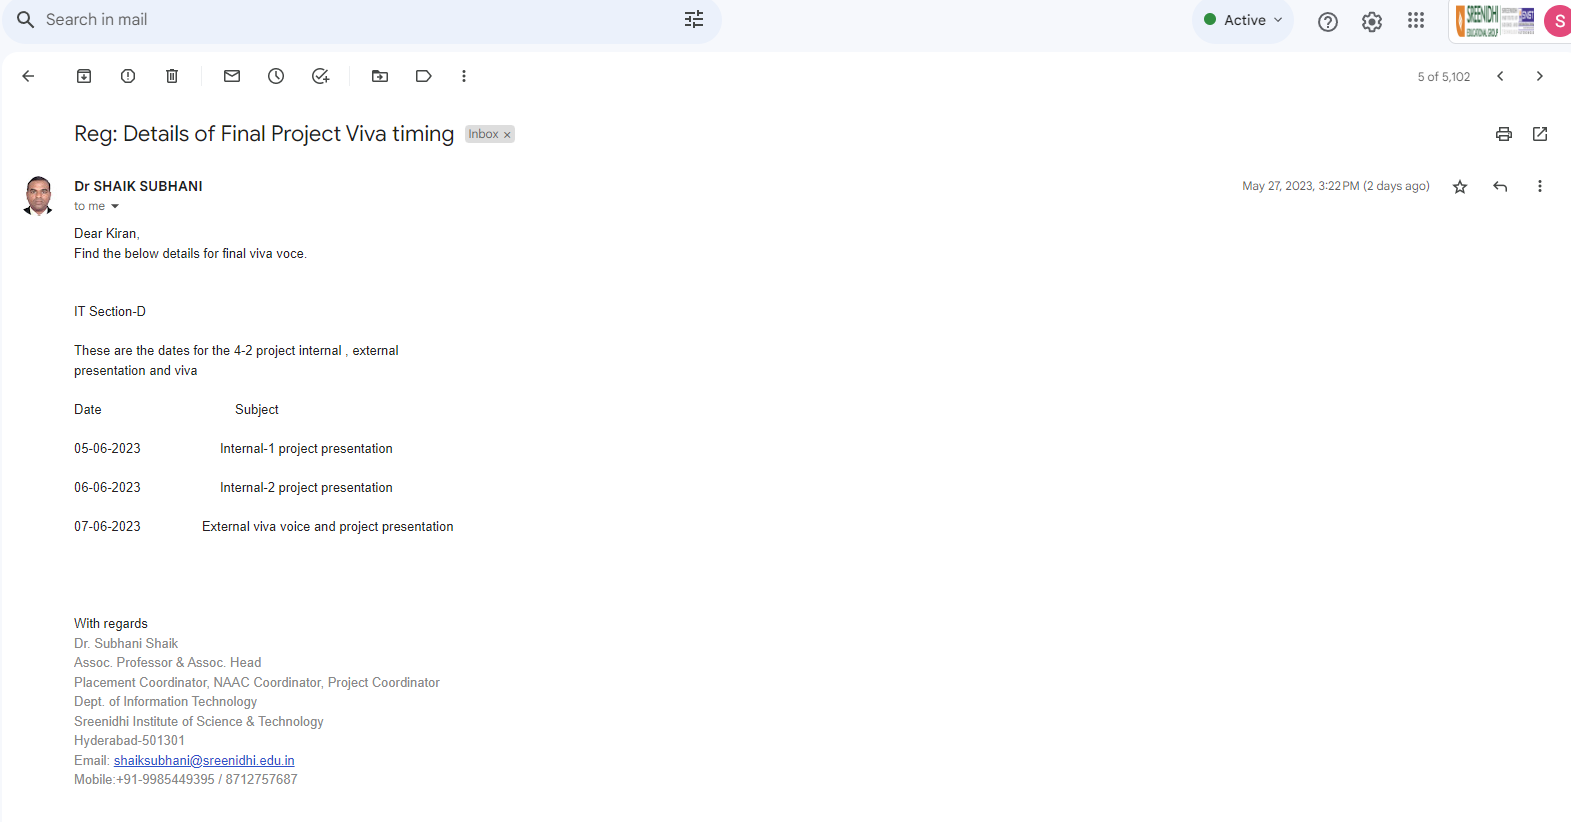 Search in mail
Active
SREENIDHI
EDUCATIONAL GROUP
S
5 of 5,102
Reg: Details of Final Project Viva timing Inbox x
Dr SHAIK SUBHANI
May 27, 2023, 3:22 PM (2 days ago)
to me
Dear Kiran,
Find the below details for final viva voce.
IT Section-D
These are the dates for the 4-2 project internal , external
presentation and viva
Date Subject
05-06-2023 Internal-1 project presentation
06-06-2023 Internal-2 project presentation
07-06-2023 External viva voice and project presentation
With regards
Dr. Subhani Shaik
Assoc. Professor & Assoc. Head
Placement Coordinator, NAAC Coordinator, Project Coordinator
Dept. of Information Technology
Sreenidhi Institute of Science & Technology
Hyderabad-501301
Email: shaiksubhani@sreenidhi.edu.in
Mobile:+91-9985449395 / 8712757687